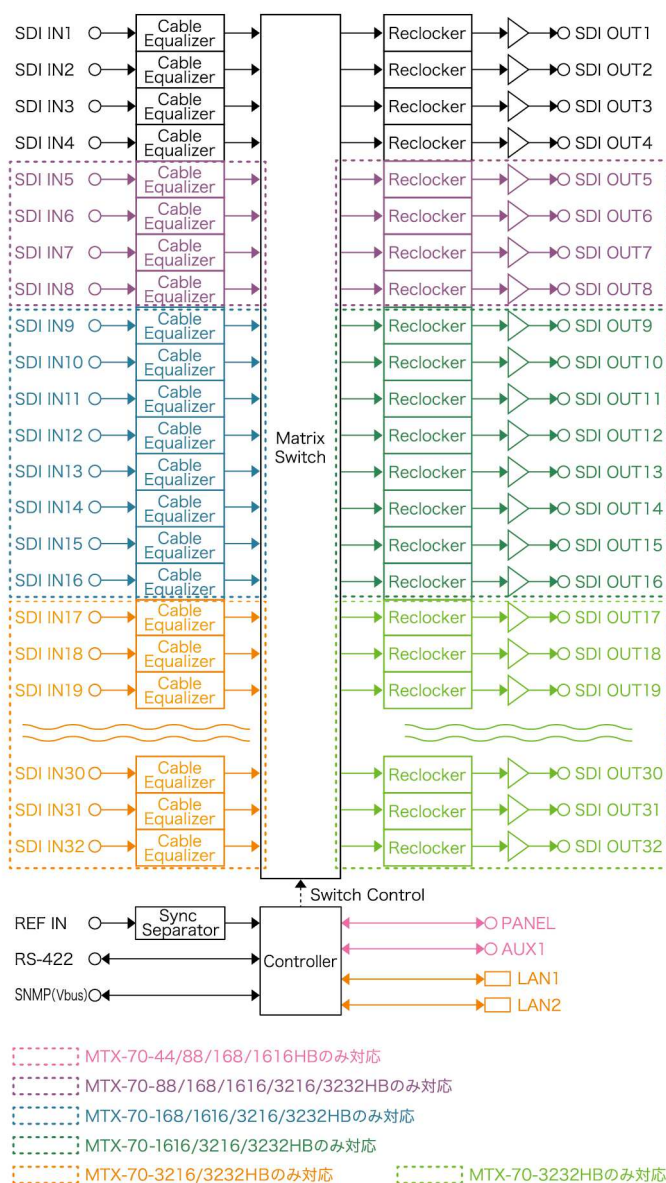 SDI IN1 Cable Equalizer Reclocker SDI OUT1
SDI IN2 Cable Equalizer Reclocker SDI OUT2
SDI IN3 Cable Equalizer Reclocker SDI OUT3
SDI IN4 Cable Equalizer Reclocker SDI OUT4
SDI IN5 Cable Equalizer Reclocker SDI OUT5
SDI IN6 Cable Equalizer Reclocker SDI OUT6
SDI IN7 Cable Equalizer Reclocker SDI OUT7
SDI IN8 Cable Equalizer Reclocker SDI OUT8
SDI IN9 Cable Equalizer Reclocker SDI OUT9
SDI IN10 Cable Equalizer Reclocker SDI OUT10
SDI IN11 Cable Equalizer Reclocker SDI OUT11
SDI IN12 Cable Equalizer Matrix Switch Reclocker SDI OUT12
SDI IN13 Cable Equalizer Reclocker SDI OUT13
SDI IN14 Cable Equalizer Reclocker SDI OUT14
SDI IN15 Cable Equalizer Reclocker SDI OUT15
SDI IN16 Cable Equalizer Reclocker SDI OUT16
SDI IN17 Cable Equalizer Reclocker SDI OUT17
SDI IN18 Cable Equalizer Reclocker SDI OUT18
SDI IN19 Cable Equalizer Reclocker SDI OUT19
SDI IN30 Cable Equalizer Reclocker SDI OUT30
SDI IN31 Cable Equalizer Reclocker SDI OUT31
SDI IN32 Cable Equalizer Reclocker SDI OUT32
Switch Control
REF IN Sync Separator PANEL
AUX1
RS-422 Controller
LAN1
SNMP(Vbus) LAN2
MTX-70-44/88/168/1616HBのみ対応
MTX-70-88/168/1616/3216/3232HBのみ対応
MTX-70-168/1616/3216/3232HBのみ対応
MTX-70-1616/3216/3232HBのみ対応
MTX-70-3216/3232HBのみ対応 MTX-70-3232HBのみ対応